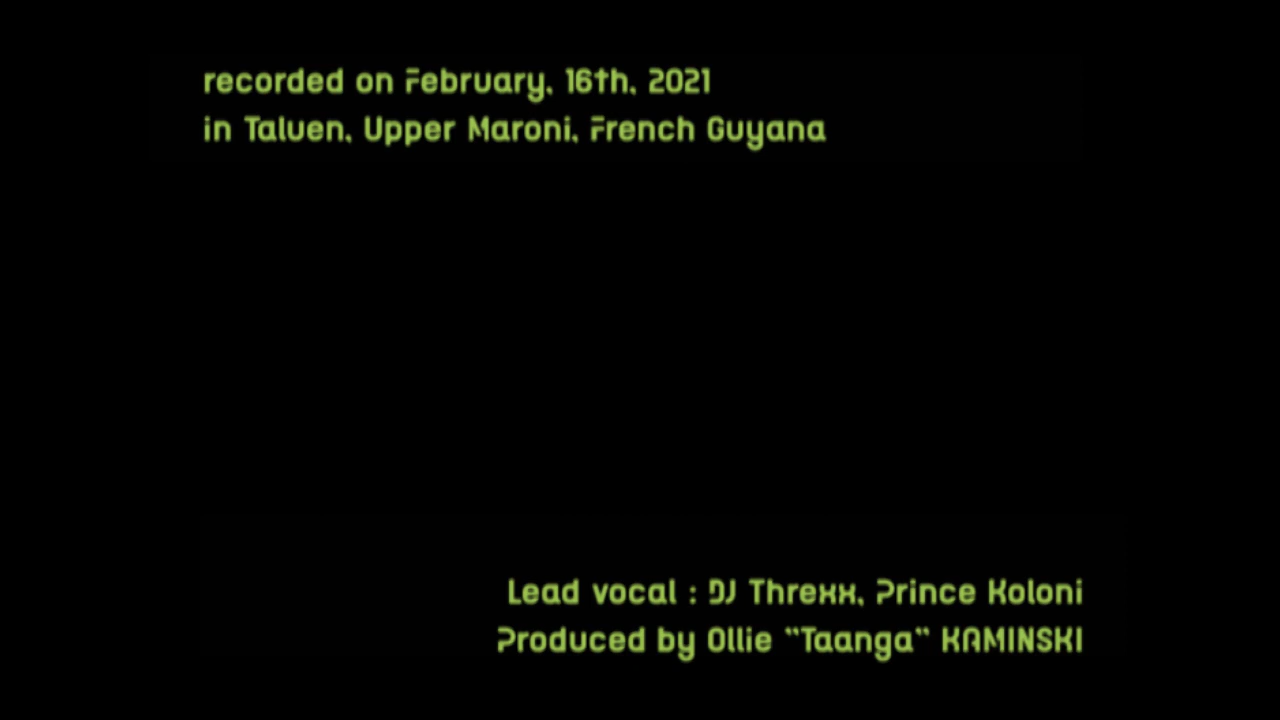 recorded on February, 16th, 2021
in Taluen, Upper Maroni, French Guyana
Lead vocal : DJ Threxx, Prince Koloni
Produced by Ollie "Taanga" KAMINSKI